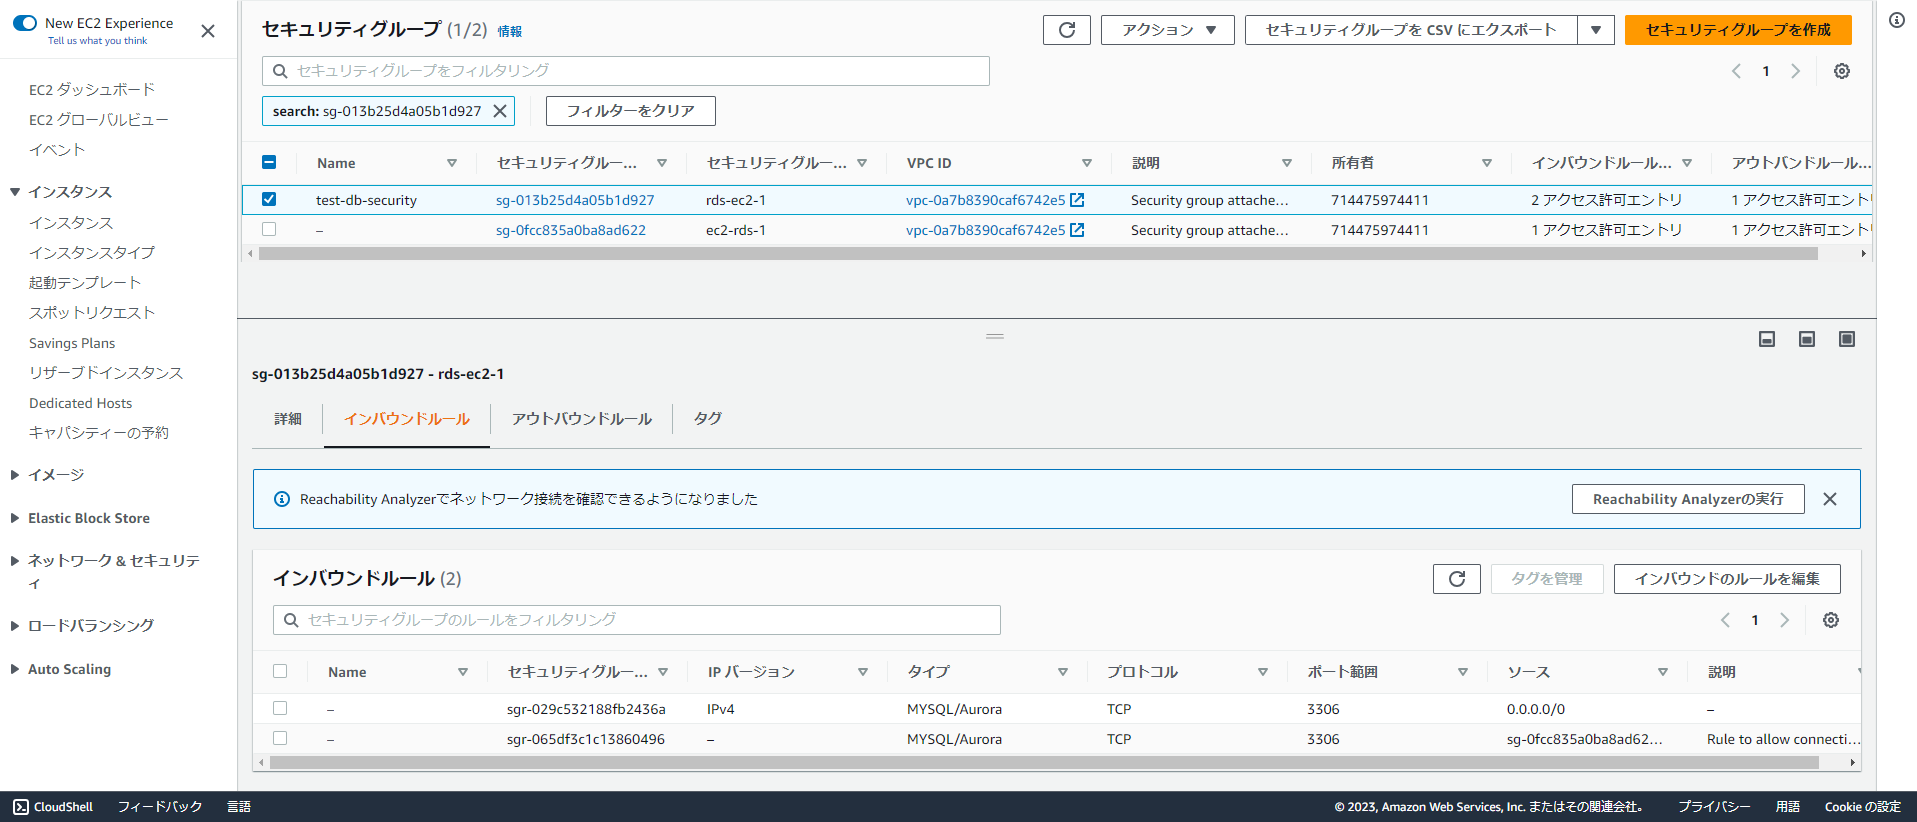 New EC2 Experience
Tell us what you think
EC2 ダッシュボード
EC2 グローバルビュー
イベント
インスタンス
インスタンス
インスタンスタイプ
起動テンプレート
スポットリクエスト
Savings Plans
リザーブドインスタンス
Dedicated Hosts
キャパシティーの予約
イメージ
Elastic Block Store
ネットワーク & セキュリテ
ィ
ロードバランシング
Auto Scaling
セキュリティグループ (1/2) 情報
アクション
セキュリティグループを CSV にエクスポート
セキュリティグループを作成
セキュリティグループをフィルタリング
1
search: sg-013b25d4a05b1d927
フィルターをクリア
Name セキュリティグルー... セキュリティグルー... VPC ID 説明 所有者 インバウンドルール... アウトバンドルール...
test-db-security sg-013b25d4a05b1d927 rds-ec2-1 vpc-0a7b8390caf6742e5 Security group attache... 714475974411 2 アクセス許可エントリ 1 アクセス許可エント
– sg-0fcc835a0ba8ad622 ec2-rds-1 vpc-0a7b8390caf6742e5 Security group attache... 714475974411 1 アクセス許可エントリ 1 アクセス許可エント
sg-013b25d4a05b1d927 - rds-ec2-1
詳細 インバウンドルール アウトバウンドルール タグ
Reachability Analyzerでネットワーク接続を確認できるようになりました
Reachability Analyzerの実行
インバウンドルール (2)
タグを管理
インバウンドのルールを編集
セキュリティグループのルールをフィルタリング
1
Name セキュリティグルー... IP バージョン タイプ プロトコル ポート範囲 ソース 説明
– sgr-029c532188fb2436a IPv4 MYSQL/Aurora TCP 3306 0.0.0.0/0 –
– sgr-065df3c1c13860496 – MYSQL/Aurora TCP 3306 sg-0fcc835a0ba8ad62... Rule to allow connecti...
CloudShell フィードバック 言語
© 2023, Amazon Web Services, Inc. またはその関連会社。 プライバシー 用語 Cookie の設定